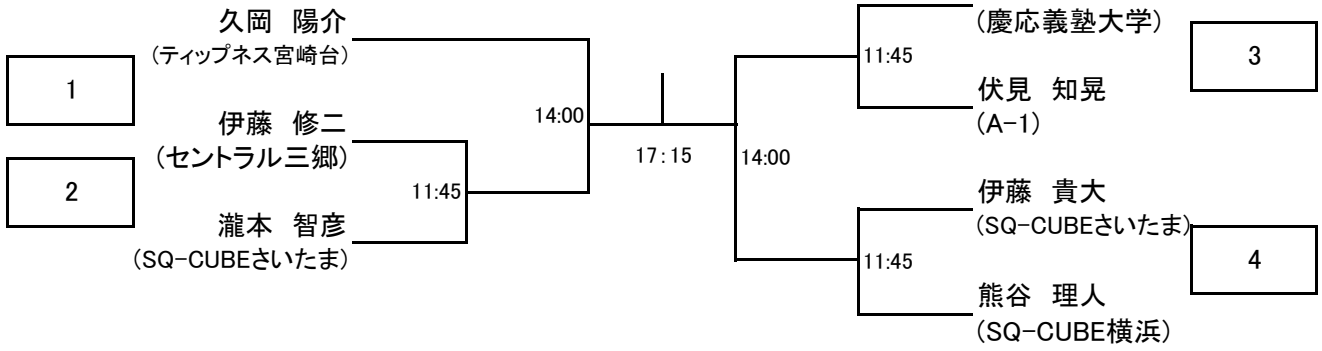 久岡　陽介
(ティップネス宮崎台)
1
14:00
伊藤　修二
(セントラル三郷)
2
11:45
瀧本　智彦
(SQ-CUBEさいたま)
17:15
(慶応義塾大学)
11:45
3
伏見　知晃
(A-1)
14:00
伊藤　貴大
(SQ-CUBEさいたま)
11:45
4
熊谷　理人
(SQ-CUBE横浜)